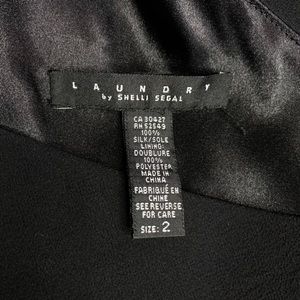 LAUNDRY
by SHELLI SEGAL
CA 30427
RN 52549
100%
SILK/SOIE
LINING:
DOUBLURE
100%
POLYESTER
MADE IN
CHINA
FABRIQUÉ EN
CHINE
SEE REVERSE
FOR CARE
SIZE: 2